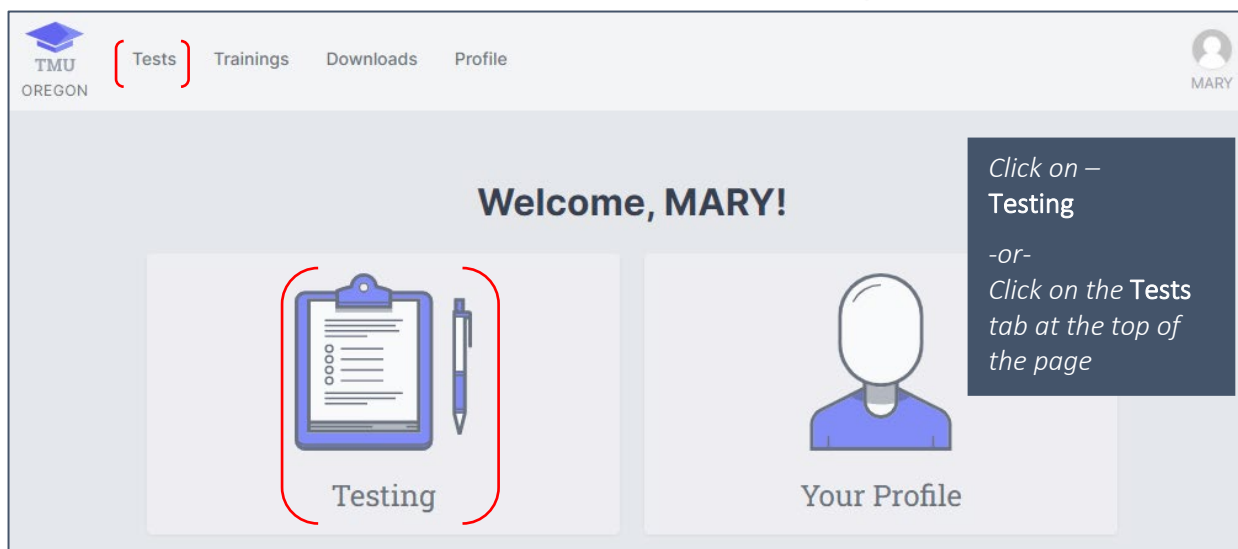 TMU
OREGON
Tests Trainings Downloads Profile
MARY
Welcome, MARY!
Click on –
Testing
-or-
Click on the Tests
tab at the top of
the page
Testing
Your Profile